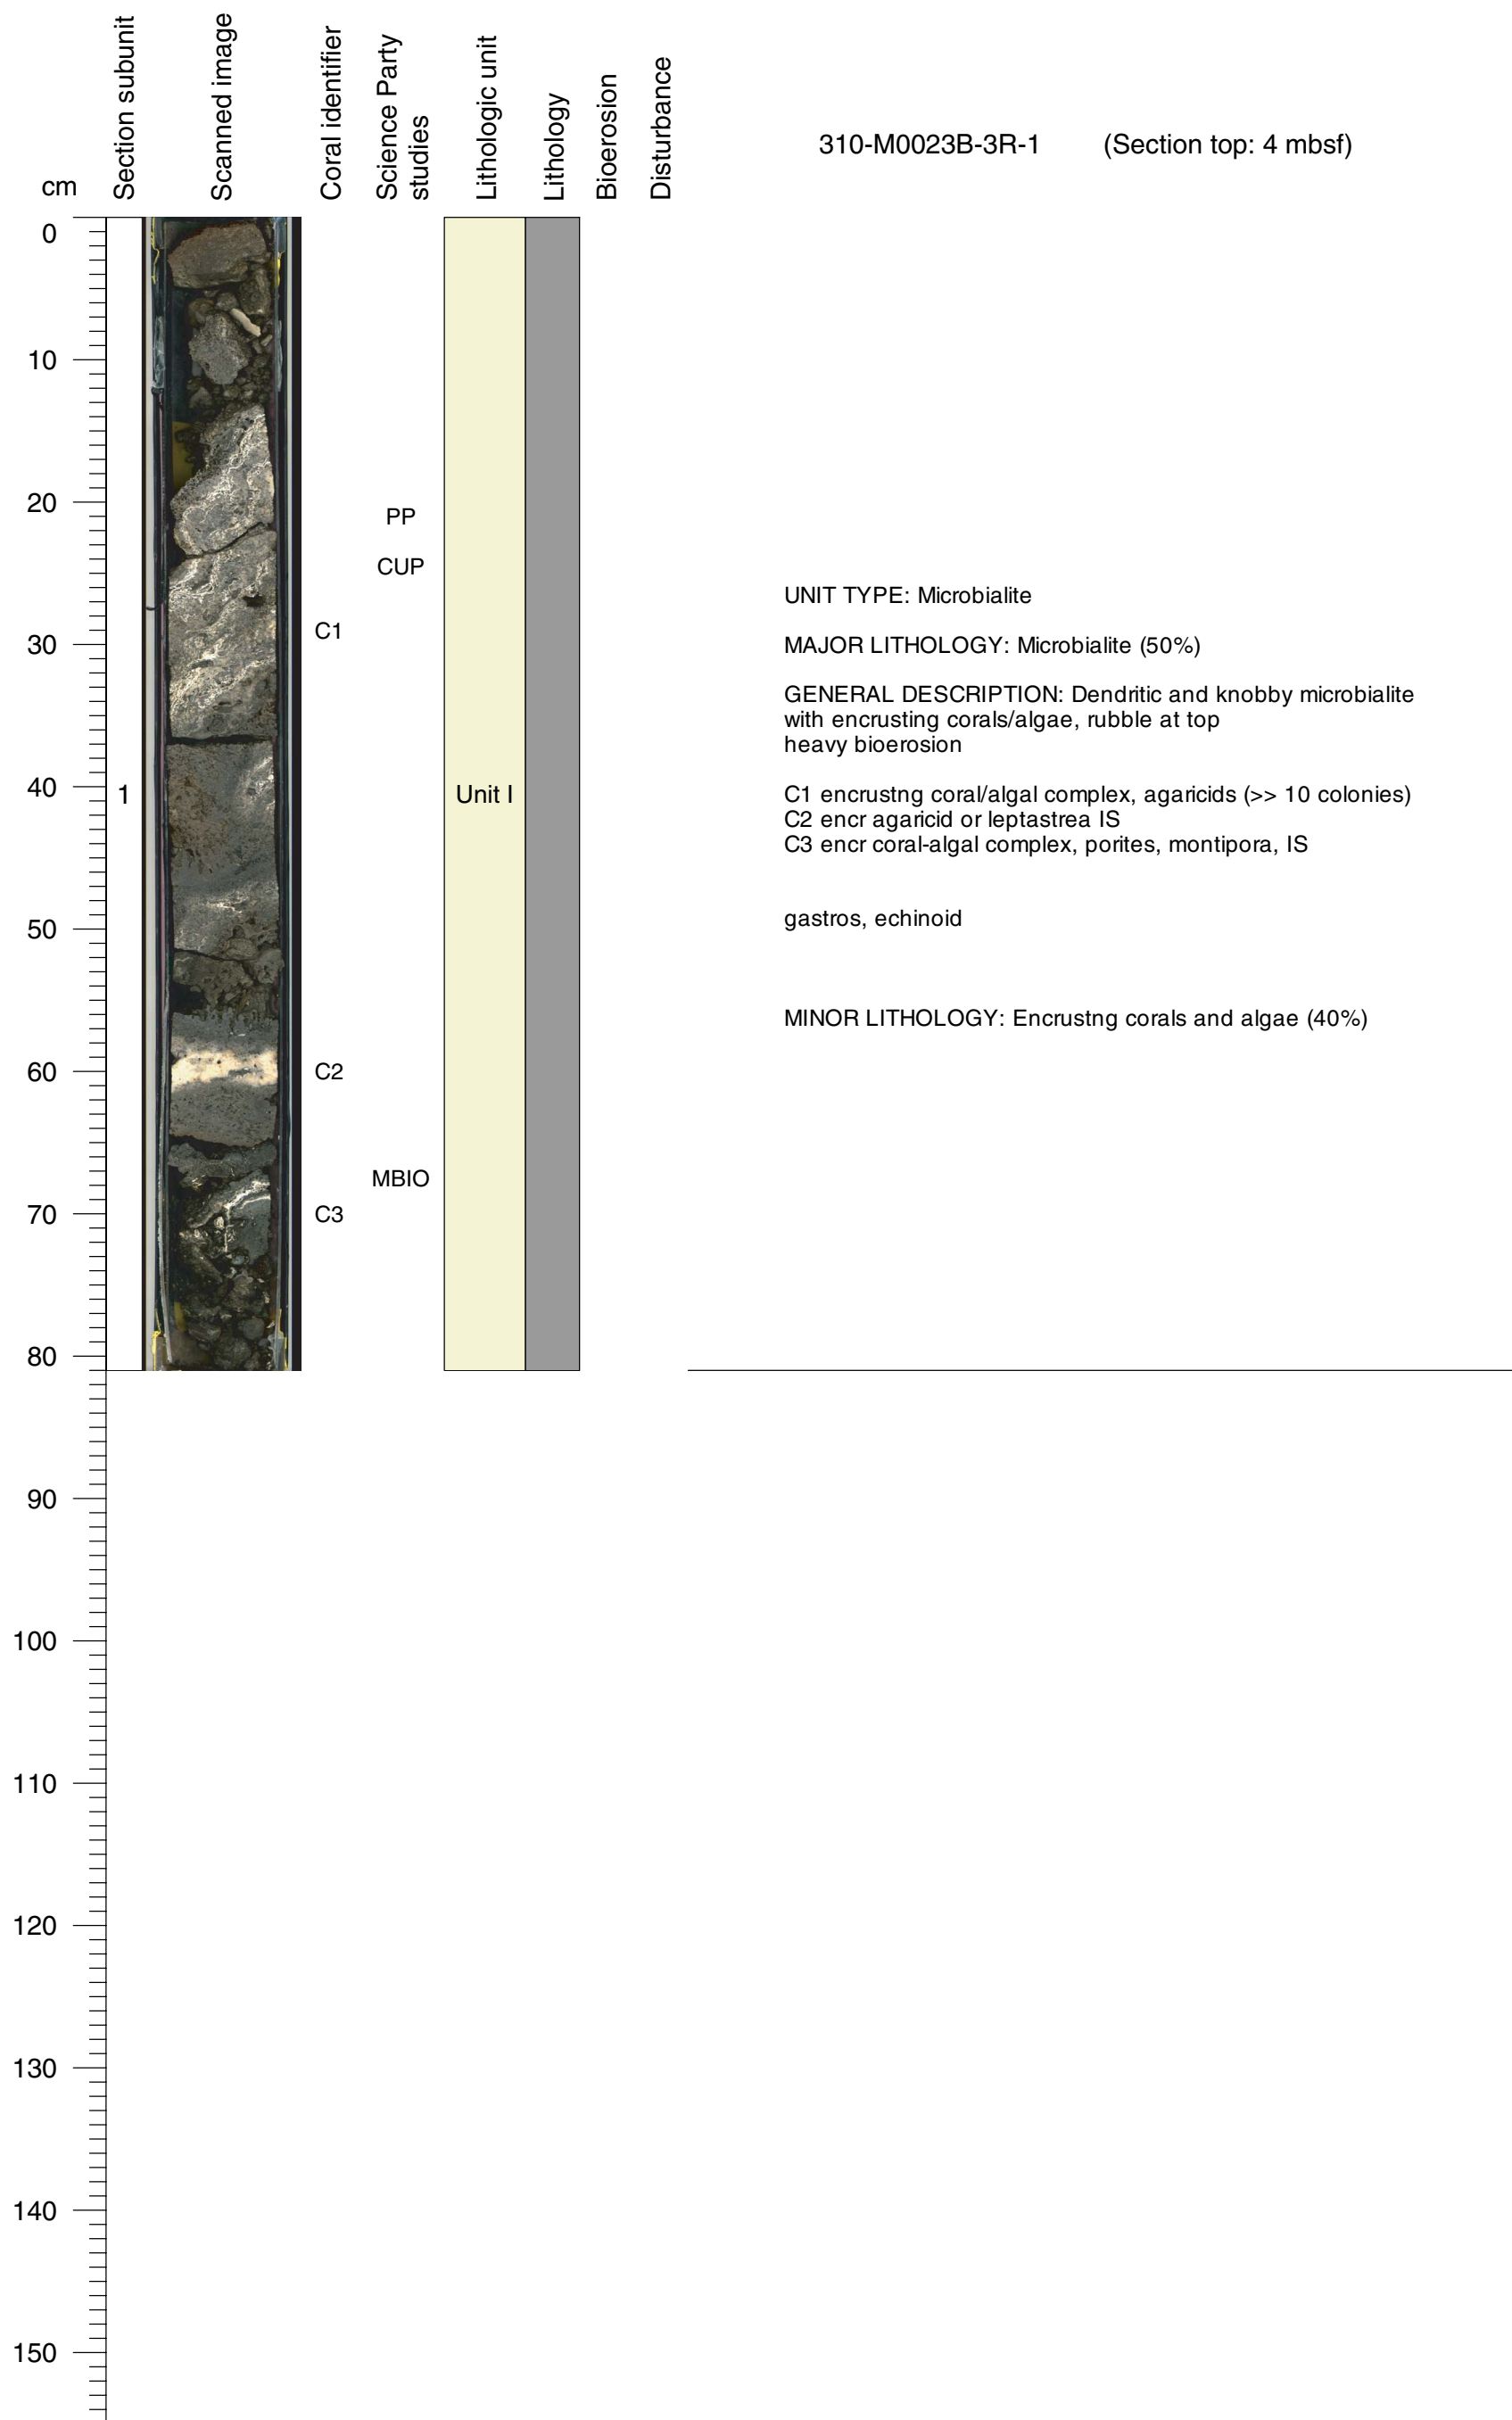 Section subunit
Scanned image
Coral identifier
Science Party
studies
Lithologic unit
Lithology
Bioerosion
Disturbance
310-M0023B-3R-1 (Section top: 4 mbsf)
cm
0
10
20
PP
CUP
UNIT TYPE: Microbialite
C1
30
MAJOR LITHOLOGY: Microbialite (50%)
GENERAL DESCRIPTION: Dendritic and knobby microbialite
with encrusting corals/algae, rubble at top
heavy bioerosion
40
1
Unit I
C1 encrustng coral/algal complex, agaricids (>> 10 colonies)
C2 encr agaricid or leptastrea IS
C3 encr coral-algal complex, porites, montipora, IS
50
gastros, echinoid
MINOR LITHOLOGY: Encrustng corals and algae (40%)
60
C2
MBIO
70
C3
80
90
100
110
120
130
140
150